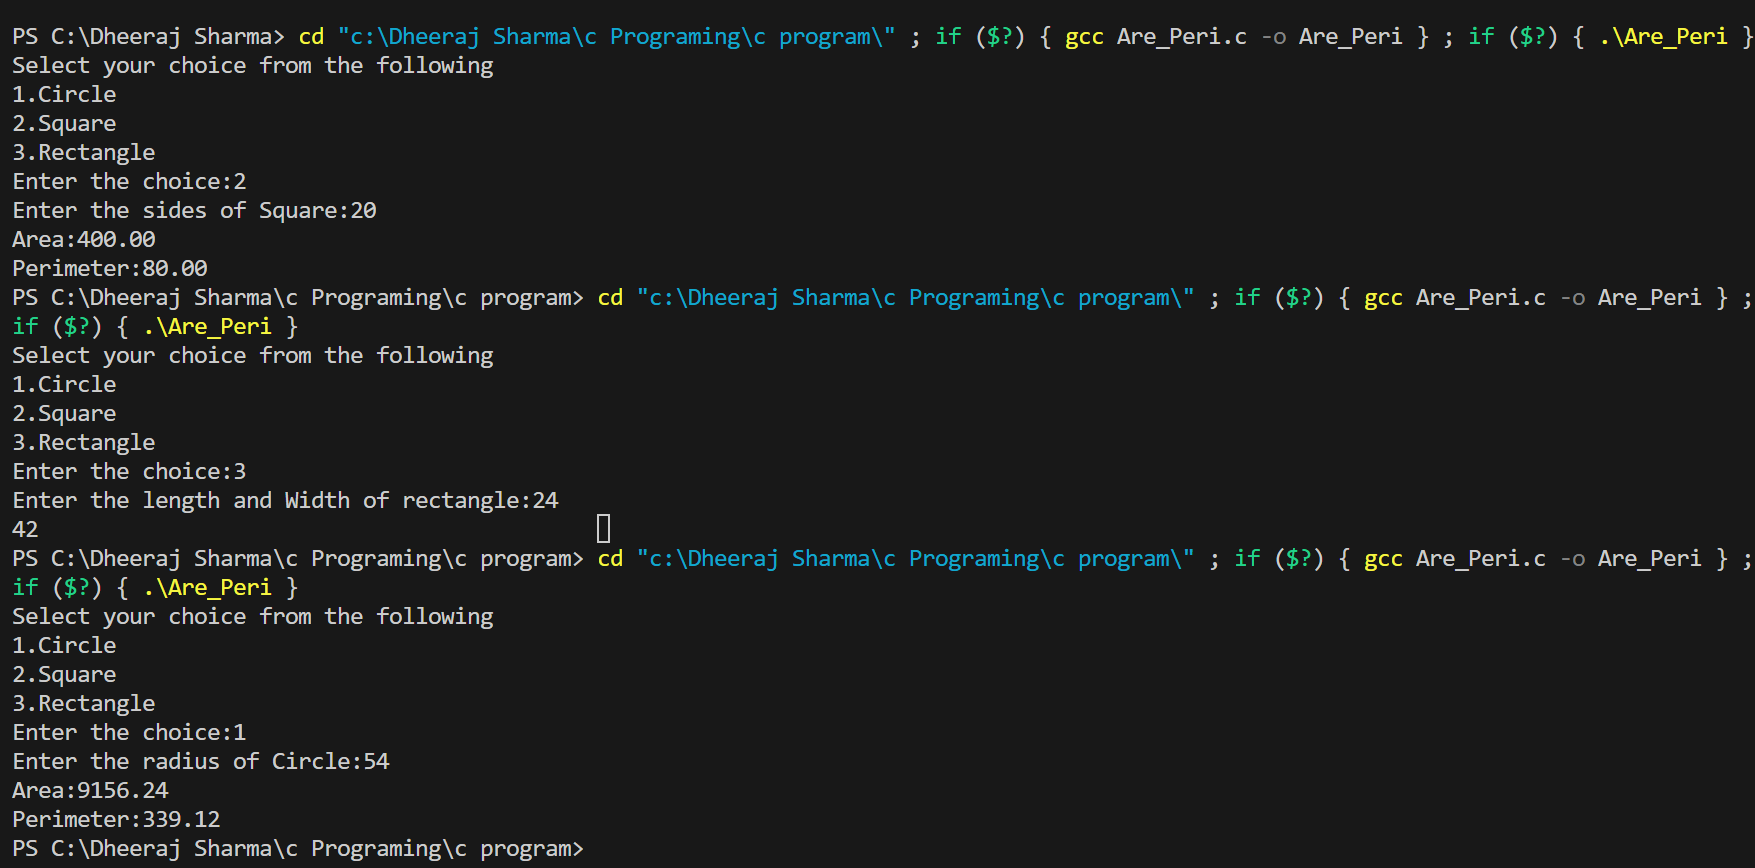 PS C:\Dheeraj Sharma> cd "c:\Dheeraj Sharma\c Programing\c program\" ; if ($?) { gcc Are_Peri.c -o Are_Peri } ; if ($?) { .\Are_Peri }
Select your choice from the following
1.Circle
2.Square
3.Rectangle
Enter the choice:2
Enter the sides of Square:20
Area:400.00
Perimeter:80.00
PS C:\Dheeraj Sharma\c Programing\c program> cd "c:\Dheeraj Sharma\c Programing\c program\" ; if ($?) { gcc Are_Peri.c -o Are_Peri } ;
if ($?) { .\Are_Peri }
Select your choice from the following
1.Circle
2.Square
3.Rectangle
Enter the choice:3
Enter the length and Width of rectangle:24
42
PS C:\Dheeraj Sharma\c Programing\c program> cd "c:\Dheeraj Sharma\c Programing\c program\" ; if ($?) { gcc Are_Peri.c -o Are_Peri } ;
if ($?) { .\Are_Peri }
Select your choice from the following
1.Circle
2.Square
3.Rectangle
Enter the choice:1
Enter the radius of Circle:54
Area:9156.24
Perimeter:339.12
PS C:\Dheeraj Sharma\c Programing\c program>